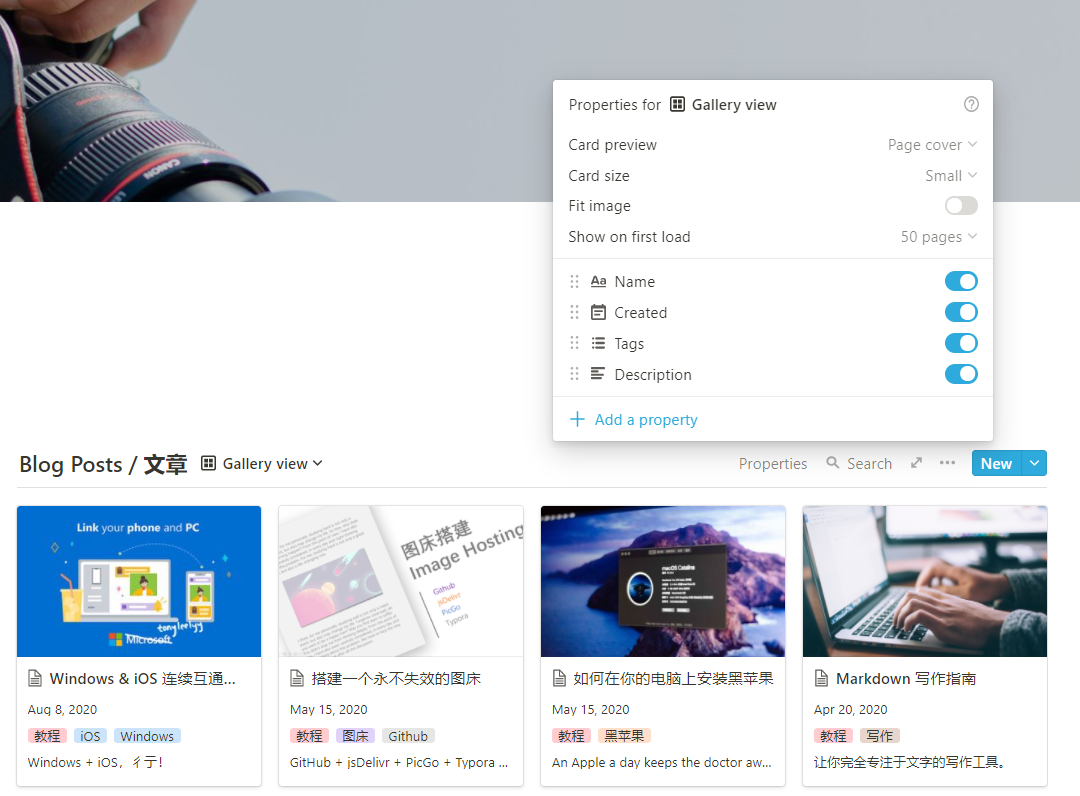 CANON
Properties for Gallery view
Card preview Page cover
Card size Small
Fit image
Show on first load 50 pages
Aa Name
Created
Tags
Description
Add a property
Blog Posts / 文章 Gallery view Properties Search New
Link your phone and PC
Microsoft
tongleelyy
Windows & iOS 连续互通...
Aug 8, 2020
教程 iOS Windows
Windows + iOS，彳亍！
图床搭建
Image Hosting
Github
jsDelivr
PicGo
Typora
搭建一个永不失效的图床
May 15, 2020
教程 图床 Github
GitHub + jsDelivr + PicGo + Typora ...
macOS Catalina
如何在你的电脑上安装黑苹果
May 15, 2020
教程 黑苹果
An Apple a day keeps the doctor aw...
Markdown 写作指南
Apr 20, 2020
教程 写作
让你完全专注于文字的写作工具。